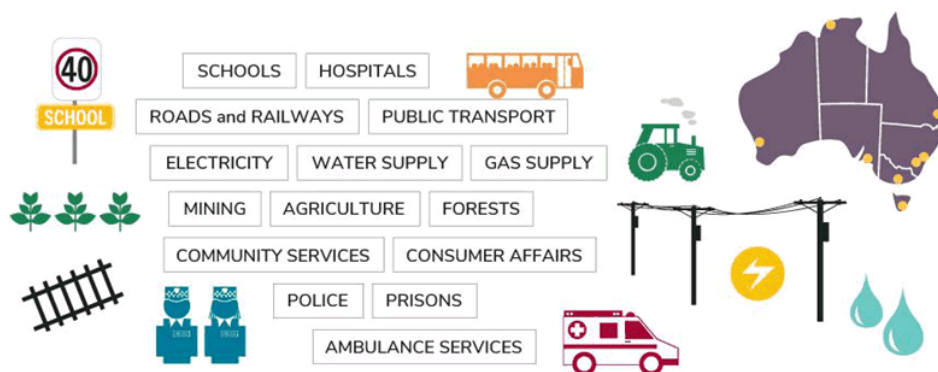 40
SCHOOL
SCHOOLS HOSPITALS
ROADS and RAILWAYS PUBLIC TRANSPORT
ELECTRICITY WATER SUPPLY GAS SUPPLY
MINING AGRICULTURE FORESTS
COMMUNITY SERVICES CONSUMER AFFAIRS
POLICE PRISONS
AMBULANCE SERVICES